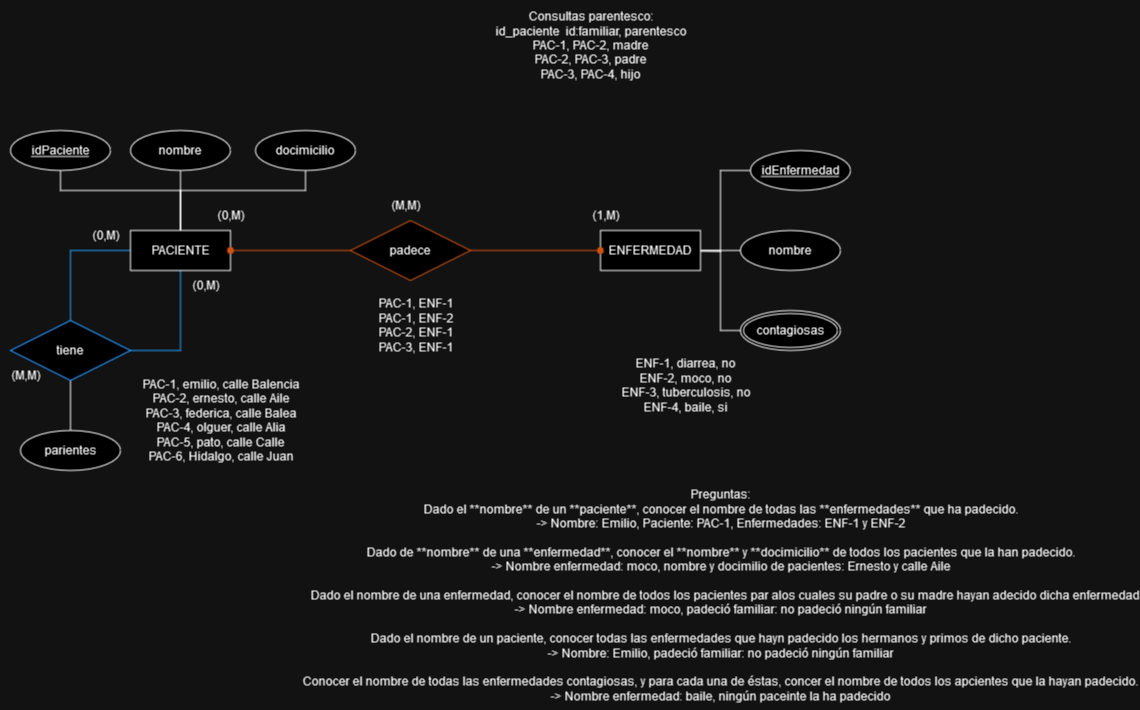 Consultas parentesco:
id_paciente id:familiar, parentesco
PAC-1, PAC-2, madre
PAC-2, PAC-3, padre
PAC-3, PAC-4, hijo
idPaciente
nombre
docimicilio
idEnfermedad
(M,M)
(0,M)
(1,M)
(0,M)
PACIENTE
padece
ENFERMEDAD
nombre
(0,M)
PAC-1, ENF-1
PAC-1, ENF-2
PAC-2, ENF-1
PAC-3, ENF-1
contagiosas
tiene
(M,M)
ENF-1, diarrea, no
ENF-2, moco, no
ENF-3, tuberculosis, no
ENF-4, baile, si
PAC-1, emilio, calle Balencia
PAC-2, ernesto, calle Aile
PAC-3, federica, calle Balea
PAC-4, olguer, calle Alia
PAC-5, pato, calle Calle
PAC-6, Hidalgo, calle Juan
parientes
Preguntas:
Dado el **nombre** de un **paciente**, conocer el nombre de todas las **enfermedades** que ha padecido.
-> Nombre: Emilio, Paciente: PAC-1, Enfermedades: ENF-1 y ENF-2
Dado de **nombre** de una **enfermedad**, conocer el **nombre** y **docimicilio** de todos los pacientes que la han padecido.
-> Nombre enfermedad: moco, nombre y docimilio de pacientes: Ernesto y calle Aile
Dado el nombre de una enfermedad, conocer el nombre de todos los pacientes par alos cuales su padre o su madre hayan adecido dicha enfermedad
-> Nombre enfermedad: moco, padeció familiar: no padeció ningún familiar
Dado el nombre de un paciente, conocer todas las enfermedades que hayn padecido los hermanos y primos de dicho paciente.
-> Nombre: Emilio, padeció familiar: no padeció ningún familiar
Conocer el nombre de todas las enfermedades contagiosas, y para cada una de éstas, concer el nombre de todos los apcientes que la hayan padecido.
-> Nombre enfermedad: baile, ningún paceinte la ha padecido